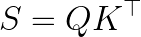 S = QK⊤